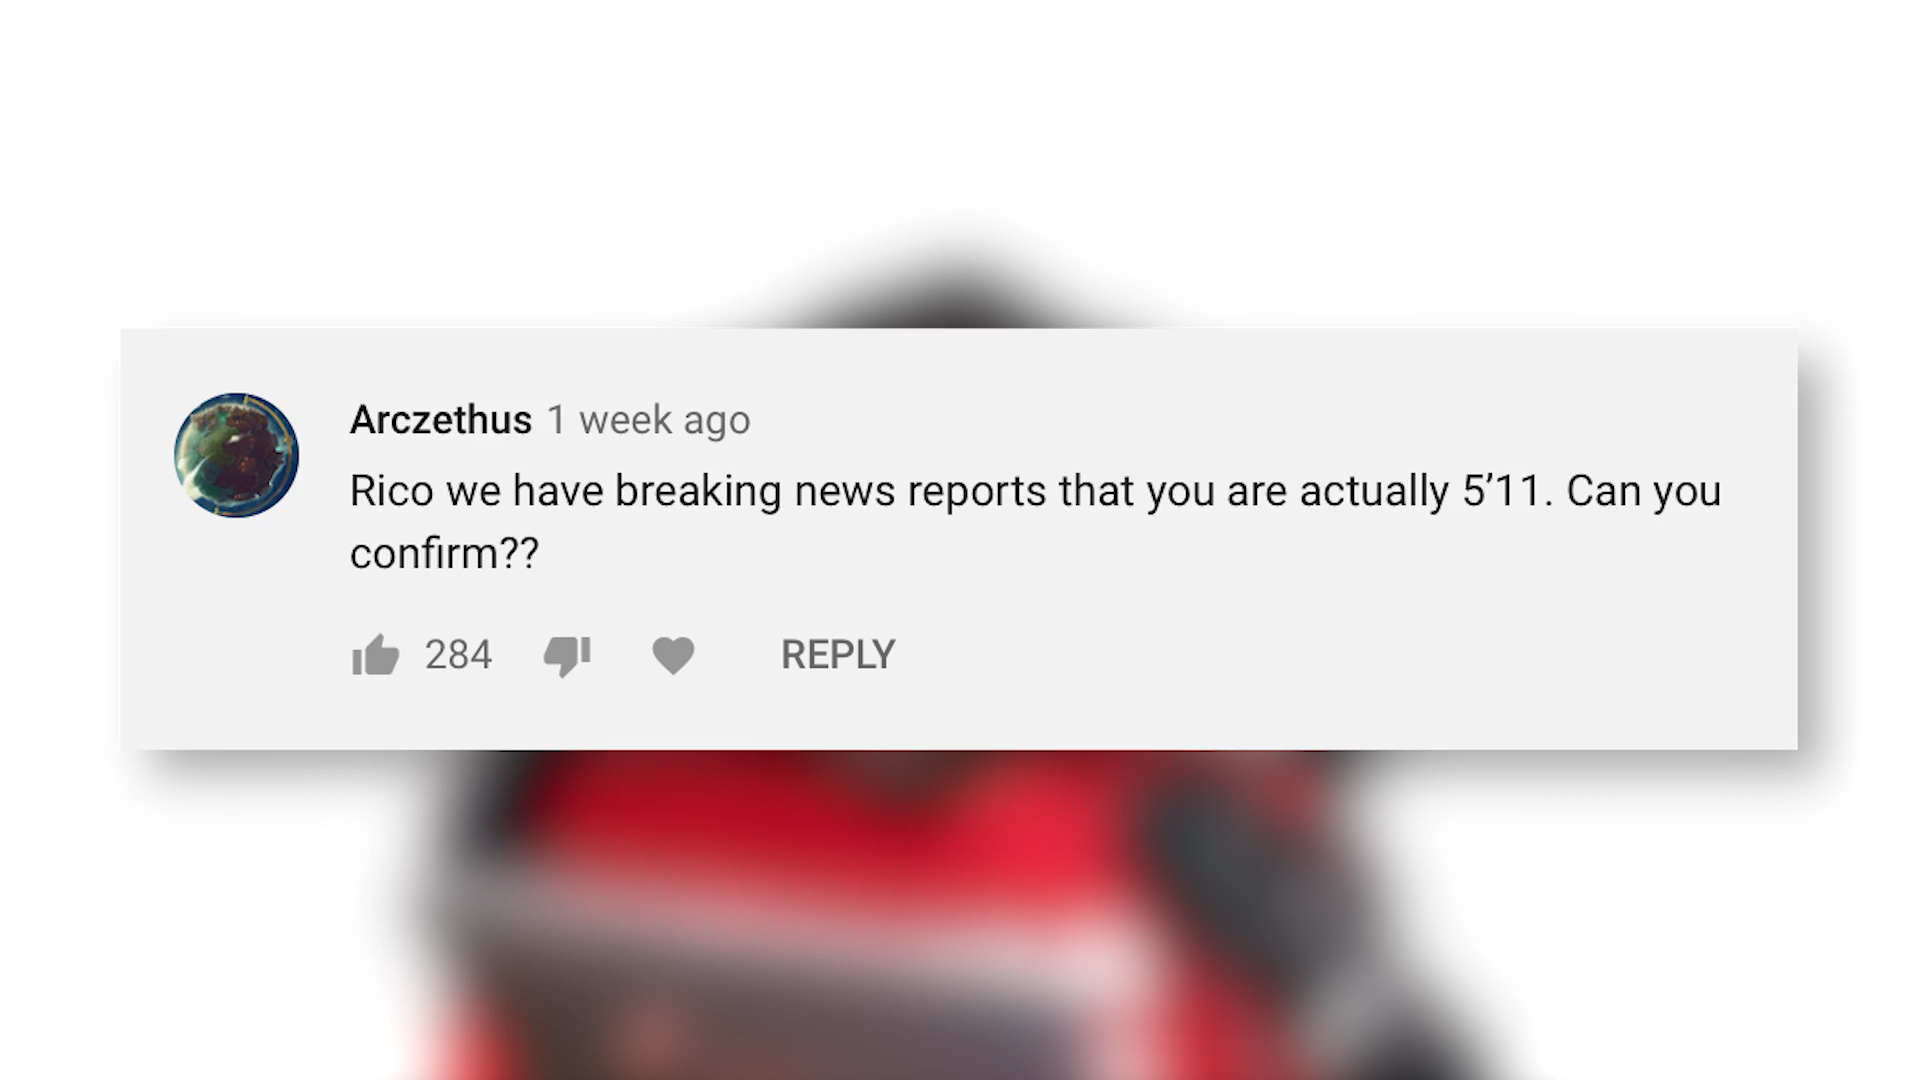 Arczethus 1 week ago
Rico we have breaking news reports that you are actually 5’11. Can you
confirm??
284 REPLY